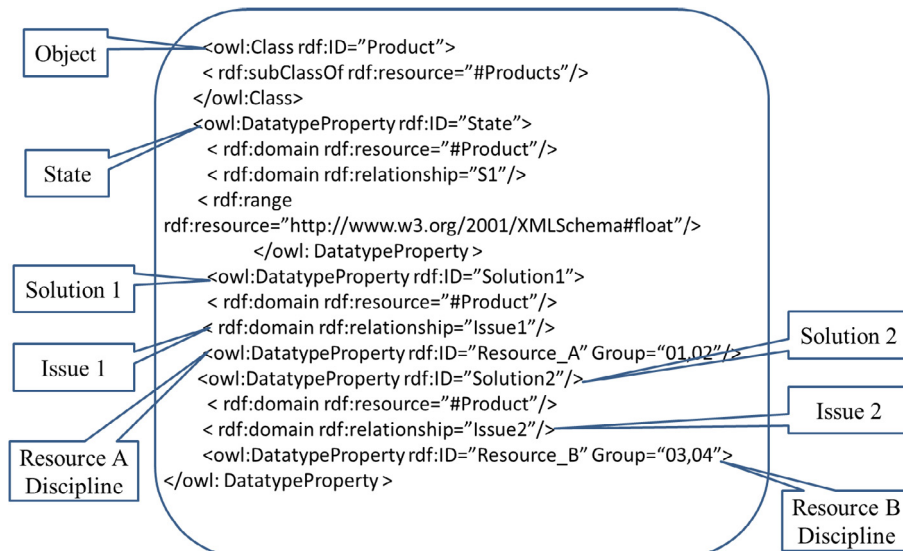 Object
<owl:Class rdf:ID=”Product”>
< rdf:subClassOf rdf:resource=”#Products”/>
</owl:Class>
<owl:DatatypeProperty rdf:ID=”State”>
State
< rdf:domain rdf:resource=”#Product”/>
< rdf:domain rdf:relationship=”S1”/>
< rdf:range
rdf:resource=”http://www.w3.org/2001/XMLSchema#float”/>
</owl: DatatypeProperty >
Solution 1
<owl:DatatypeProperty rdf:ID=”Solution1”>
< rdf:domain rdf:resource=”#Product”/>
Issue 1
< rdf:domain rdf:relationship=”Issue1”/>
<owl:DatatypeProperty rdf:ID=”Resource_A” Group=“01,02”/>
Solution 2
<owl:DatatypeProperty rdf:ID=”Solution2”/>
< rdf:domain rdf:resource=”#Product”/>
Issue 2
< rdf:domain rdf:relationship=”Issue2”/>
Resource A
Discipline
<owl:DatatypeProperty rdf:ID=”Resource_B” Group=“03,04”>
</owl: DatatypeProperty >
Resource B
Discipline